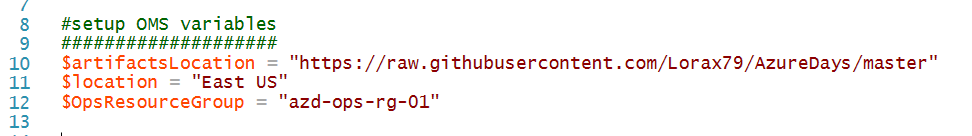 7
8 #setup OMS variables
9 ####################
10 $artifactsLocation = "https://raw.githubusercontent.com/Lorax79/AzureDays/master"
11 $location = "East US"
12 $OpsResourceGroup = "azd-ops-rg-01"
13